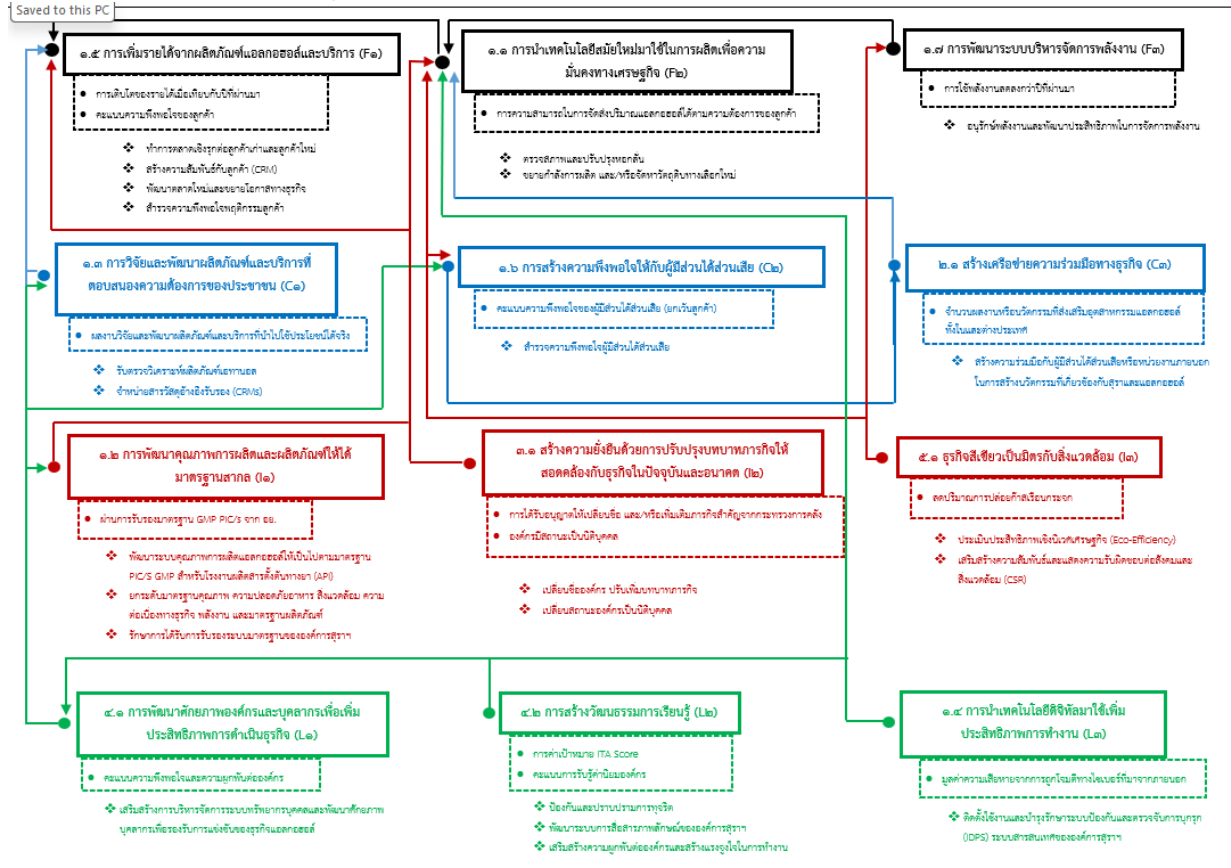 Saved to this PC
๑.๕ การเพิ่มรายได้จากผลิตภัณฑ์แอลกอฮอล์และบริการ (F๑)
● การเติบโตของรายได้เมื่อเทียบกับปีที่ผ่านมา
● คะแนนความพึงพอใจของลูกค้า
❖ ทำการตลาดเชิงรุกต่อลูกค้าเก่าและลูกค้าใหม่
❖ สร้างความสัมพันธ์กับลูกค้า (CRM)
❖ พัฒนาตลาดใหม่และขยายโอกาสทางธุรกิจ
❖ สำรวจความพึงพอใจพฤติกรรมลูกค้า
๑.๑ การนำเทคโนโลยีสมัยใหม่มาใช้ในการผลิตเพื่อความ
มั่นคงทางเศรษฐกิจ (F๒)
● การความสามารถในการจัดส่งปริมาณแอลกอฮอล์ได้ตามความต้องการของลูกค้า
❖ ตรวจสภาพและปรับปรุงหอกลั่น
❖ ขยายกำลังการผลิต และ/หรือจัดหาวัตถุดิบทางเลือกใหม่
๑.๗ การพัฒนาระบบบริหารจัดการพลังงาน (F๓)
● การใช้พลังงานลดลงกว่าปีที่ผ่านมา
❖ อนุรักษ์พลังงานและพัฒนาประสิทธิภาพในการจัดการพลังงาน
๑.๓ การวิจัยและพัฒนาผลิตภัณฑ์และบริการที่
ตอบสนองความต้องการของประชาชน (C๑)
● ผลงานวิจัยและพัฒนาผลิตภัณฑ์และบริการที่นำไปใช้ประโยชน์ได้จริง
❖ รับตรวจวิเคราะห์ผลิตภัณฑ์เอทานอล
❖ จำหน่ายสารวัสดุอ้างอิงรับรอง (CRMs)
๑.๖ การสร้างความพึงพอใจให้กับผู้มีส่วนได้ส่วนเสีย (C๒)
● คะแนนความพึงพอใจของผู้มีส่วนได้ส่วนเสีย (ยกเว้นลูกค้า)
❖ สำรวจความพึงพอใจผู้มีส่วนได้ส่วนเสีย
๒.๑ สร้างเครือข่ายความร่วมมือทางธุรกิจ (C๓)
● จำนวนผลงานหรือนวัตกรรมที่ส่งเสริมอุตสาหกรรมแอลกอฮอล์
ทั้งในและต่างประเทศ
❖ สร้างความร่วมมือกับผู้มีส่วนได้ส่วนเสียหรือหน่วยงานภายนอก
ในการสร้างนวัตกรรมที่เกี่ยวข้องกับสุราและแอลกอฮอล์
๑.๒ การพัฒนาคุณภาพการผลิตและผลิตภัณฑ์ให้ได้
มาตรฐานสากล (I๑)
● ผ่านการรับรองมาตรฐาน GMP PIC/s จาก อย.
❖ พัฒนาระบบคุณภาพการผลิตแอลกอฮอล์ให้เป็นไปตามมาตรฐาน
PIC/S GMP สำหรับโรงงานผลิตสารตั้งต้นทางยา (API)
❖ ยกระดับมาตรฐานคุณภาพ ความปลอดภัยอาหาร สิ่งแวดล้อม ความ
ต่อเนื่องทางธุรกิจ พลังงาน และมาตรฐานผลิตภัณฑ์
❖ รักษาการได้รับการรับรองระบบมาตรฐานขององค์การสุราฯ
๓.๑ สร้างความยั่งยืนด้วยการปรับปรุงบทบาทภารกิจให้
สอดคล้องกับธุรกิจในปัจจุบันและอนาคต (I๒)
● การได้รับอนุญาตให้เปลี่ยนชื่อ และ/หรือเพิ่มเติมภารกิจสำคัญจากกระทรวงการคลัง
● องค์กรมีสถานะเป็นนิติบุคคล
❖ เปลี่ยนชื่อองค์กร ปรับเพิ่มบทบาทภารกิจ
❖ เปลี่ยนสถานะองค์กรเป็นนิติบุคคล
๕.๑ ธุรกิจสีเขียวเป็นมิตรกับสิ่งแวดล้อม (I๓)
● ลดปริมาณการปล่อยก๊าสเรือนกระจก
❖ ประเมินประสิทธิภาพเชิงนิเวศเศรษฐกิจ (Eco-Efficiency)
❖ เสริมสร้างความสัมพันธ์และแสดงความรับผิดชอบต่อสังคมและ
สิ่งแวดล้อม (CSR)
๔.๑ การพัฒนาศักยภาพองค์กรและบุคลากรเพื่อเพิ่ม
ประสิทธิภาพการดำเนินธุรกิจ (L๑)
● คะแนนความพึงพอใจและความผูกพันต่อองค์กร
❖ เสริมสร้างการบริหารจัดการระบบทรัพยากรบุคคลและพัฒนาศักยภาพ
บุคลากรเพื่อรองรับการแข่งขันของธุรกิจแอลกอฮอล์
๔.๒ การสร้างวัฒนธรรมการเรียนรู้ (L๒)
● การค่าเป้าหมาย ITA Score
● คะแนนการรับรู้ค่านิยมองค์กร
❖ ป้องกันและปราบปรามการทุจริต
❖ พัฒนาระบบการสื่อสารภาพลักษณ์ขององค์การสุราฯ
❖ เสริมสร้างความผูกพันต่อองค์กรและสร้างแรงจูงใจในการทำงาน
๑.๔ การนำเทคโนโลยีดิจิทัลมาใช้เพิ่ม
ประสิทธิภาพการทำงาน (L๓)
● มูลค่าความเสียหายจากการถูกโจมตีทางไซเบอร์ที่มาจากภายนอก
❖ ติดตั้งใช้งานและบำรุงรักษาระบบป้องกันและตรวจจับการบุกรุก
(IDPS) ระบบสารสนเทศขององค์การสุราฯ